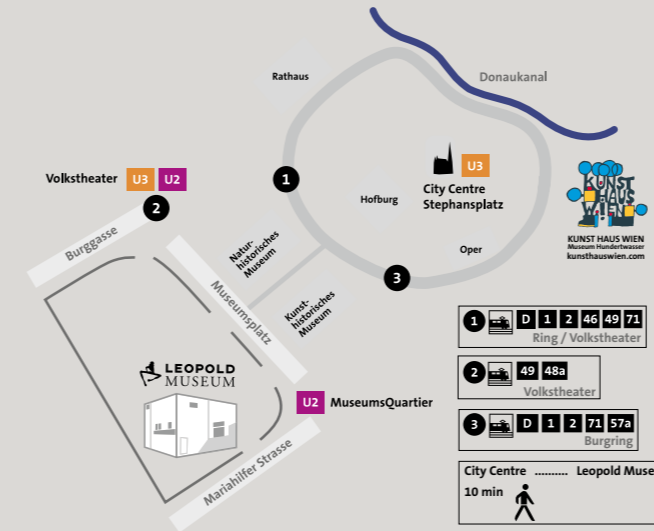 Rathaus
Donaukanal
Volkstheater U3 U2
1
U3
City Centre
Stephansplatz
KUNST
HAUS
WIEN
KUNST HAUS WIEN
Museum Hundertwasser
kunsthauswien.com
2
Burggasse
Hofburg
Natur-
historisches
Museum
Oper
3
Museumsplatz
Kunst-
historisches
Museum
LEOPOLD
MUSEUM
U2 MuseumsQuartier
Mariahilfer Strasse
1 D 1 2 46 49 71
Ring / Volkstheater
2 49 48a
Volkstheater
3 D 1 2 71 57a
Burgring
City Centre .......... Leopold Muse
10 min